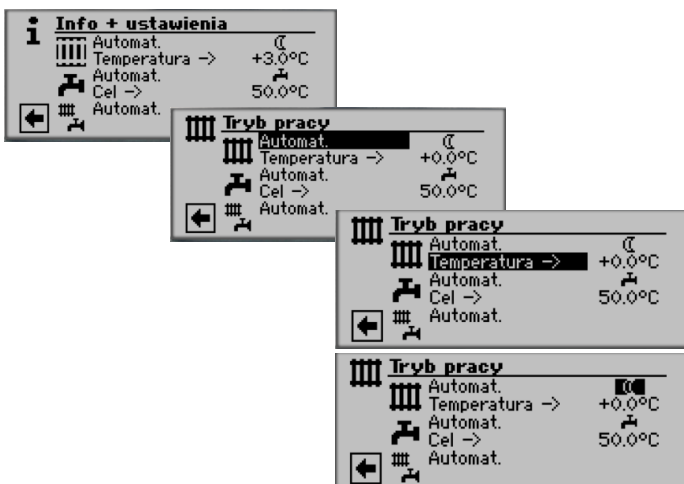 Info + ustawienia
Automat.
Temperatura -> +3.0°C
Automat.
Cel -> 50.0°C
Automat.
Tryb pracy
Automat.
Temperatura -> +0.0°C
Automat.
Cel -> 50.0°C
Automat.
Tryb pracy
Automat.
Temperatura -> +0.0°C
Automat.
Cel -> 50.0°C
Automat.
Tryb pracy
Automat.
Temperatura -> +0.0°C
Automat.
Cel -> 50.0°C
Automat.